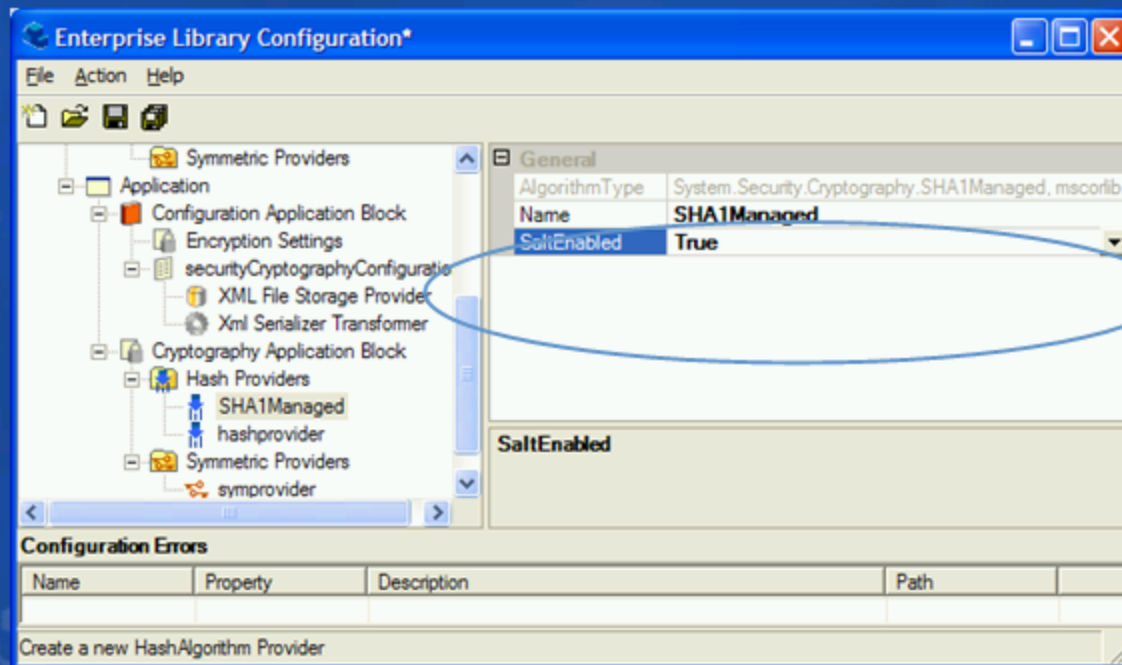 Enterprise Library Configuration*
File Action Help
Symmetric Providers
Application
Configuration Application Block
Encryption Settings
securityCryptographyConfiguratio
XML File Storage Provider
Xml Serializer Transformer
Cryptography Application Block
Hash Providers
SHA1Managed
hashprovider
Symmetric Providers
symprovider
General
AlgorithmType System.Security.Cryptography.SHA1Managed, mscorlib
Name SHA1Managed
SaltEnabled True
SaltEnabled
Configuration Errors
Name Property Description Path
Create a new HashAlgorithm Provider